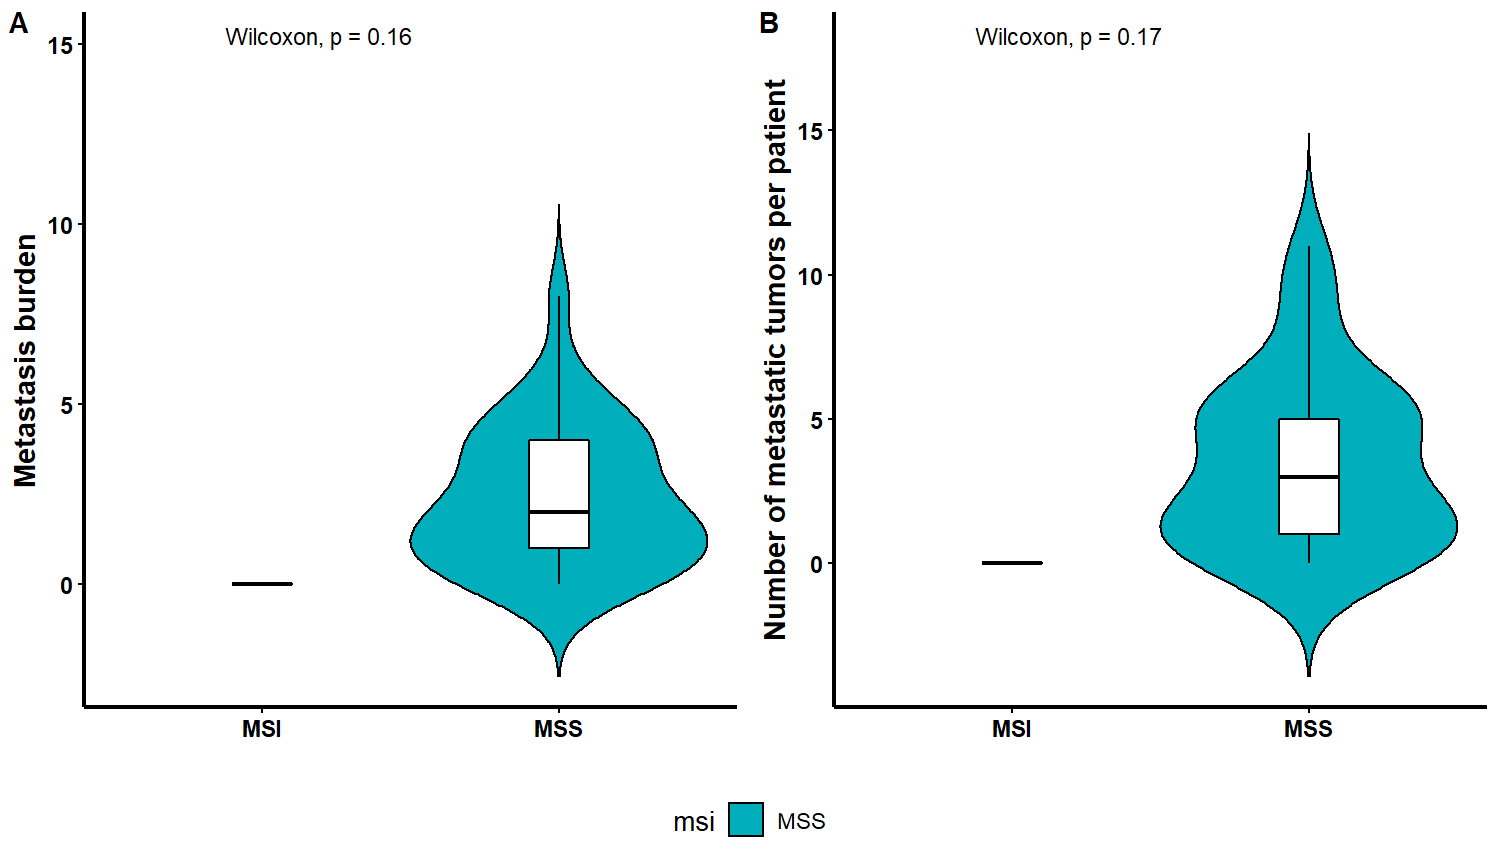 A
Wilcoxon, p = 0.16
Metastasis burden
15
10
5
0
MSI
MSS
B
Wilcoxon, p = 0.17
Number of metastatic tumors per patient
15
10
5
0
MSI
MSS
msi
MSS